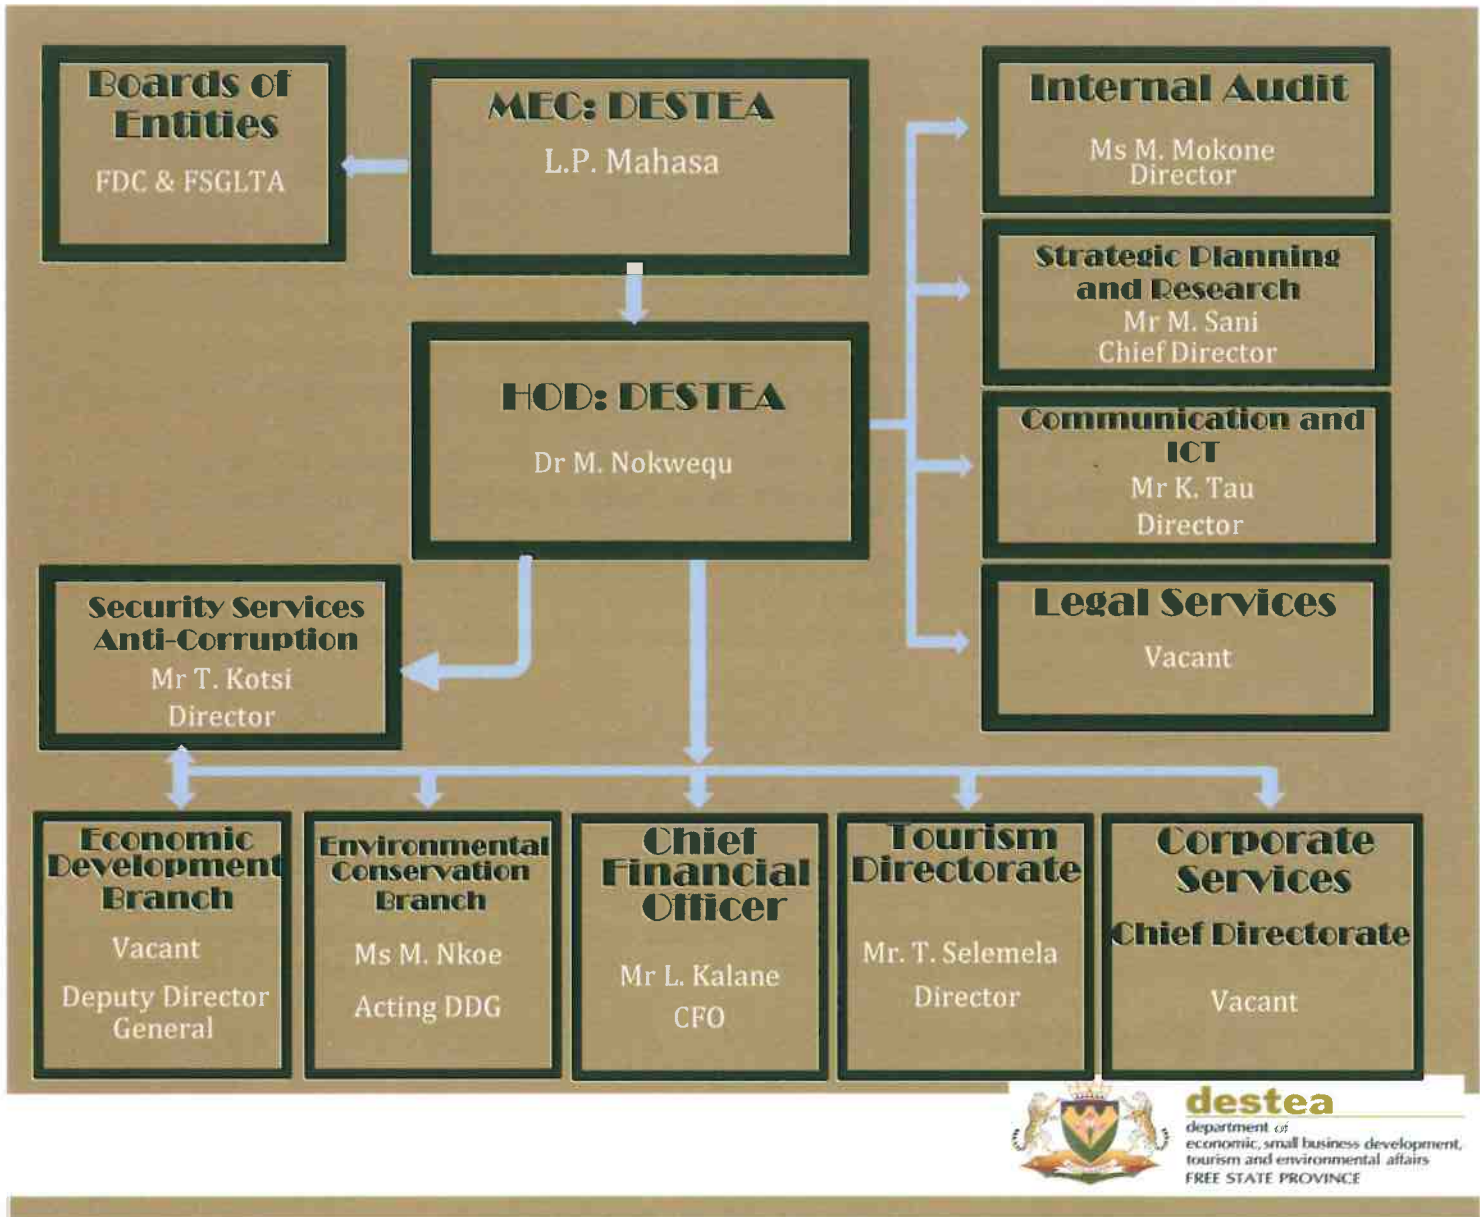 Boards of
Entities
FDC & FSGLTA
MEC: DESTEA
L.P. Mahasa
Internal Audit
Ms M. Mokone
Director
Strategic Planning
and Research
Mr M. Sani
Chief Director
HOD: DESTEA
Dr M. Nokwequ
Communication and
ICT
Mr K. Tau
Director
Security Services
Anti-Corruption
Mr T. Kotsi
Director
Legal Services
Vacant
Economic
Development
Branch
Vacant
Deputy Director
General
Environmental
Conservation
Branch
Ms M. Nkoe
Acting DDG
Chief
Financial
Officer
Mr L. Kalane
CFO
Tourism
Directorate
Mr. T. Selemela
Director
Corporate
Services
Chief Directorate
Vacant
destea
department of
economic, small business development,
tourism and environmental affairs
FREE STATE PROVINCE